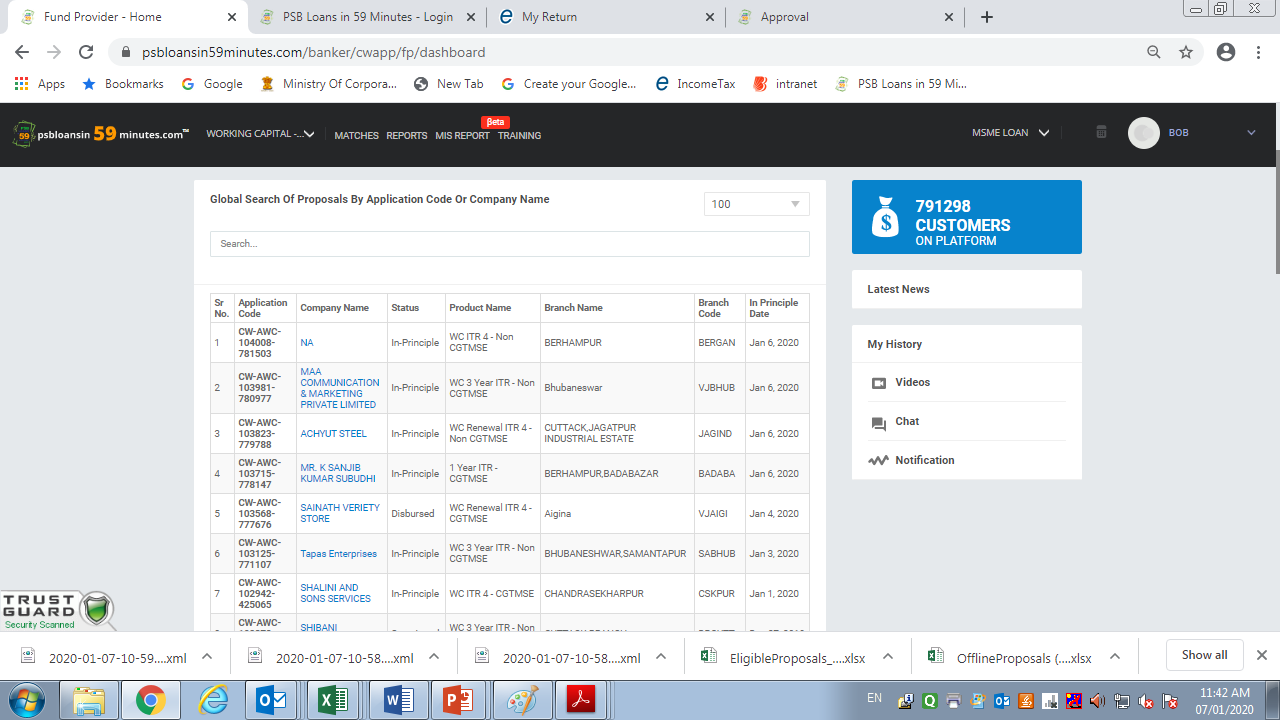 Fund Provider - Home
PSB Loans in 59 Minutes - Login
My Return
Approval
psbloansin59minutes.com/banker/cwapp/fp/dashboard
Apps
Bookmarks
Google
Ministry Of Corpora...
New Tab
Create your Google...
IncomeTax
intranet
PSB Loans in 59 Mi...
psbloansin 59 minutes.com™
WORKING CAPITAL -...
MATCHES
REPORTS
MIS REPORT
βeta
TRAINING
MSME LOAN
BOB
Global Search Of Proposals By Application Code Or Company Name
100
Search...
Sr No. Application Code Company Name Status Product Name Branch Name Branch Code In Principle Date
1 CW-AWC-104008-781503 NA In-Principle WC ITR 4 - Non CGTMSE BERHAMPUR BERGAN Jan 6, 2020
2 CW-AWC-103981-780977 MAA COMMUNICATION & MARKETING PRIVATE LIMITED In-Principle WC 3 Year ITR - Non CGTMSE Bhubaneswar VJBHUB Jan 6, 2020
3 CW-AWC-103823-779788 ACHYUT STEEL In-Principle WC Renewal ITR 4 - Non CGTMSE CUTTACK,JAGATPUR INDUSTRIAL ESTATE JAGIND Jan 6, 2020
4 CW-AWC-103715-778147 MR. K SANJIB KUMAR SUBUDHI In-Principle 1 Year ITR - CGTMSE BERHAMPUR,BADABAZAR BADABA Jan 6, 2020
5 CW-AWC-103568-777676 SAINATH VERIETY STORE Disbursed WC Renewal ITR 4 - CGTMSE Aigina VJAIGI Jan 4, 2020
6 CW-AWC-103125-771107 Tapas Enterprises In-Principle WC 3 Year ITR - Non CGTMSE BHUBANESHWAR,SAMANTAPUR SABHUB Jan 3, 2020
7 CW-AWC-102942-425065 SHALINI AND SONS SERVICES In-Principle WC ITR 4 - CGTMSE CHANDRASEKHARPUR CSKPUR Jan 1, 2020
SHIBANI WC 3 Year ITR - Non
791298
CUSTOMERS
ON PLATFORM
Latest News
My History
Videos
Chat
Notification
TRUST
GUARD
Security Scanned
2020-01-07-10-59....xml
2020-01-07-10-58....xml
2020-01-07-10-58....xml
EligibleProposals_....xlsx
OfflineProposals (....xlsx
Show all
EN
11:42 AM
07/01/2020